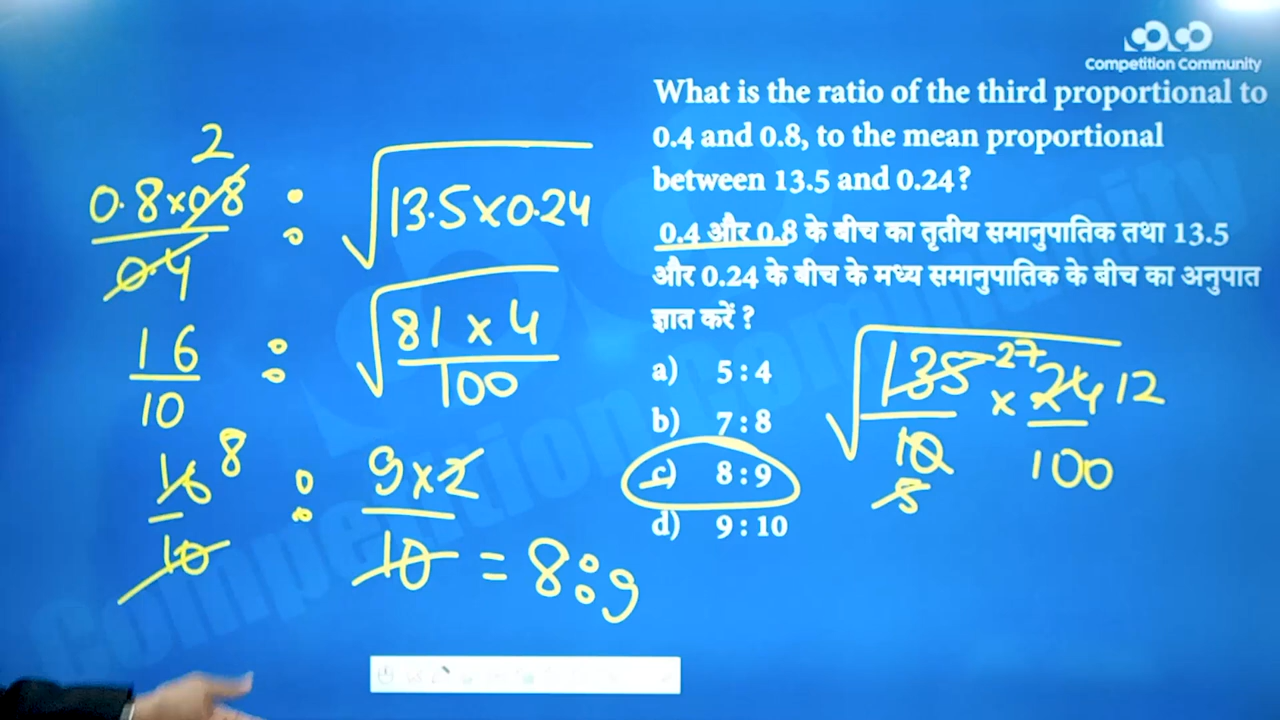 Competition Community
What is the ratio of the third proportional to
0.4 and 0.8, to the mean proportional
between 13.5 and 0.24?
0.4 और 0.8 के बीच का तृतीय समानुपातिक तथा 13.5
और 0.24 के बीच के मध्य समानुपातिक के बीच का अनुपात
ज्ञात करें ?
a) 5 : 4
b) 7 : 8
c) 8 : 9
d) 9 : 10
2
0.8×0.8 : √13.5×0.24
0.4
16 : √81 × 4
10 100
16 8 : 9×2
10 10 = 8:9
√135 27 × 24 12
10 100
5
Competition Community